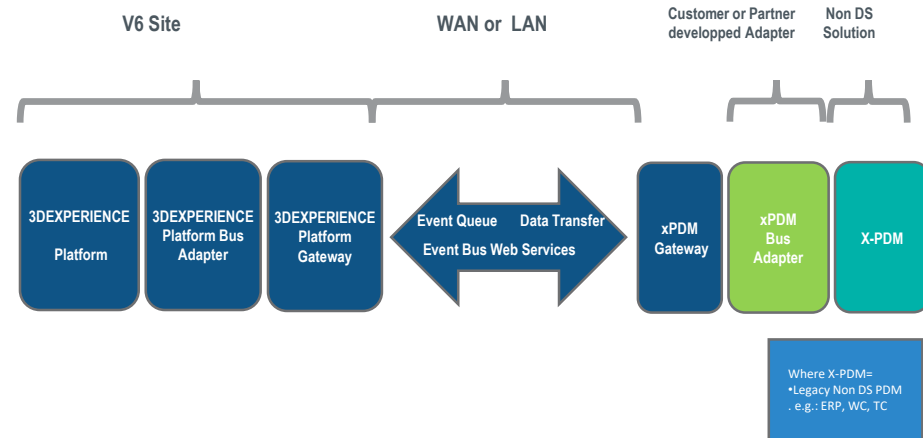 V6 Site
WAN or LAN
Customer or Partner
developped Adapter
Non DS
Solution
3DEXPERIENCE
Platform
3DEXPERIENCE
Platform Bus
Adapter
3DEXPERIENCE
Platform
Gateway
Event Queue Data Transfer
Event Bus Web Services
xPDM
Gateway
xPDM
Bus
Adapter
X-PDM
Where X-PDM=
•Legacy Non DS PDM
. e.g.: ERP, WC, TC